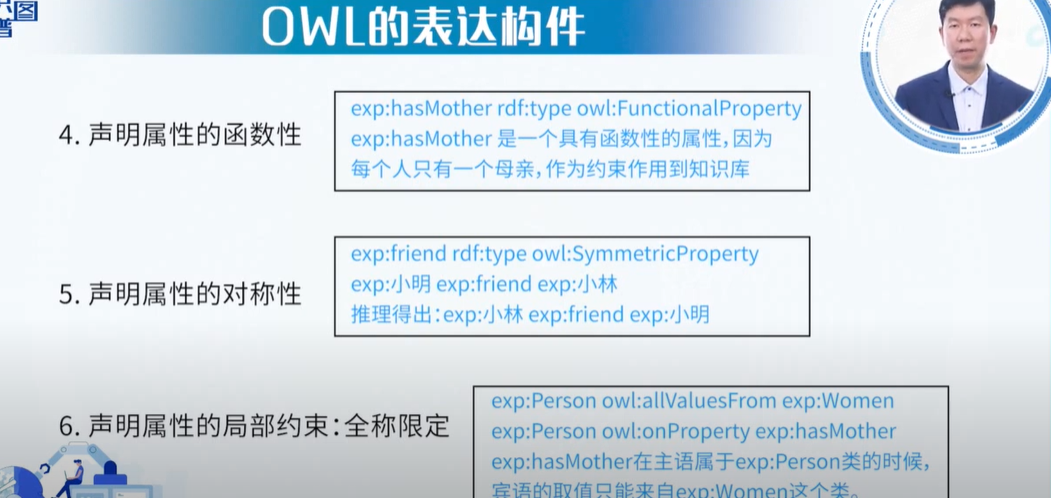 图
普
OWL的表达构件
4. 声明属性的函数性
exp:hasMother rdf:type owl:FunctionalProperty
exp:hasMother 是一个具有函数性的属性，因为
每个人只有一个母亲，作为约束作用到知识库
5. 声明属性的对称性
exp:friend rdf:type owl:SymmetricProperty
exp:小明 exp:friend exp:小林
推理得出：exp:小林 exp:friend exp:小明
6. 声明属性的局部约束：全称限定
exp:Person owl:allValuesFrom exp:Women
exp:Person owl:onProperty exp:hasMother
exp:hasMother在主语属于exp:Person类的时候，
宾语的取值只能来自exp:Women这个类。